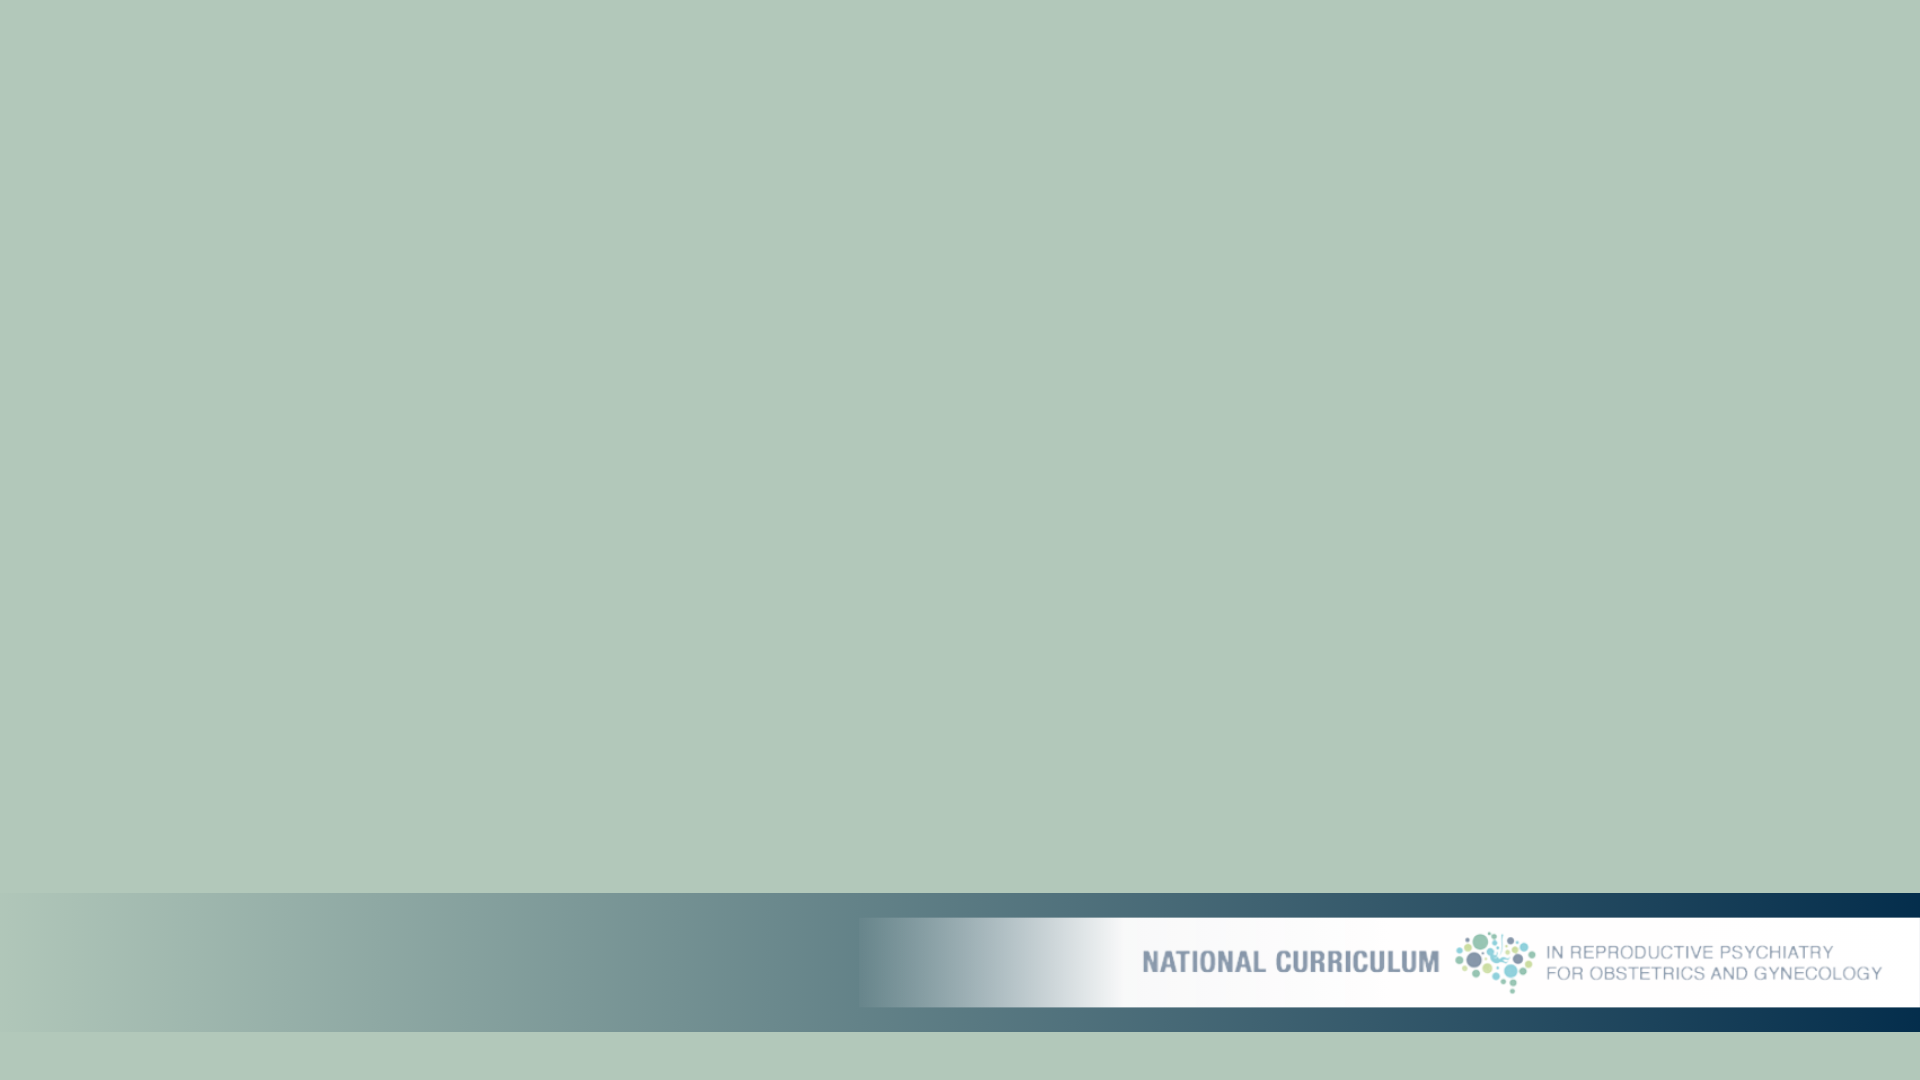 NATIONAL CURRICULUM
IN REPRODUCTIVE PSYCHIATRY
FOR OBSTETRICS AND GYNECOLOGY